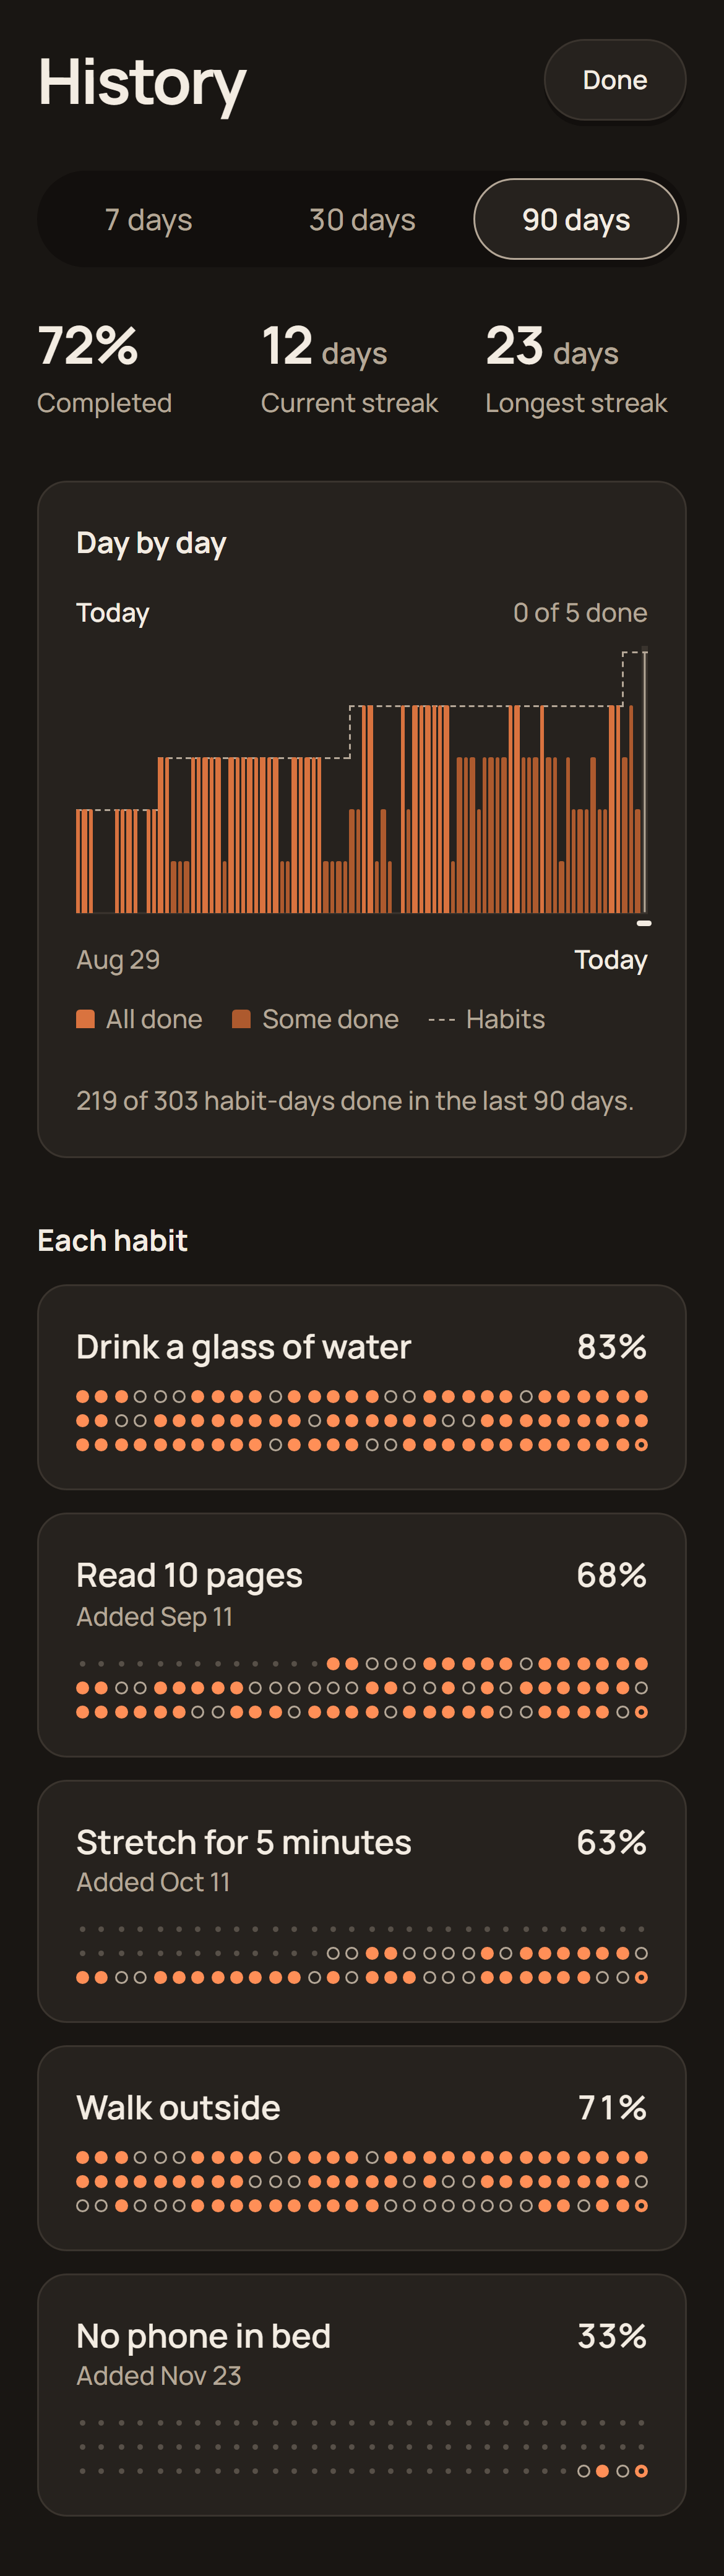 History
Done
7 days
30 days
90 days
72%
12 days
23 days
Completed
Current streak
Longest streak
Day by day
Today
0 of 5 done
Aug 29
Today
All done
Some done
Habits
219 of 303 habit-days done in the last 90 days.
Each habit
Drink a glass of water
83%
Read 10 pages
68%
Added Sep 11
Stretch for 5 minutes
63%
Added Oct 11
Walk outside
71%
No phone in bed
33%
Added Nov 23